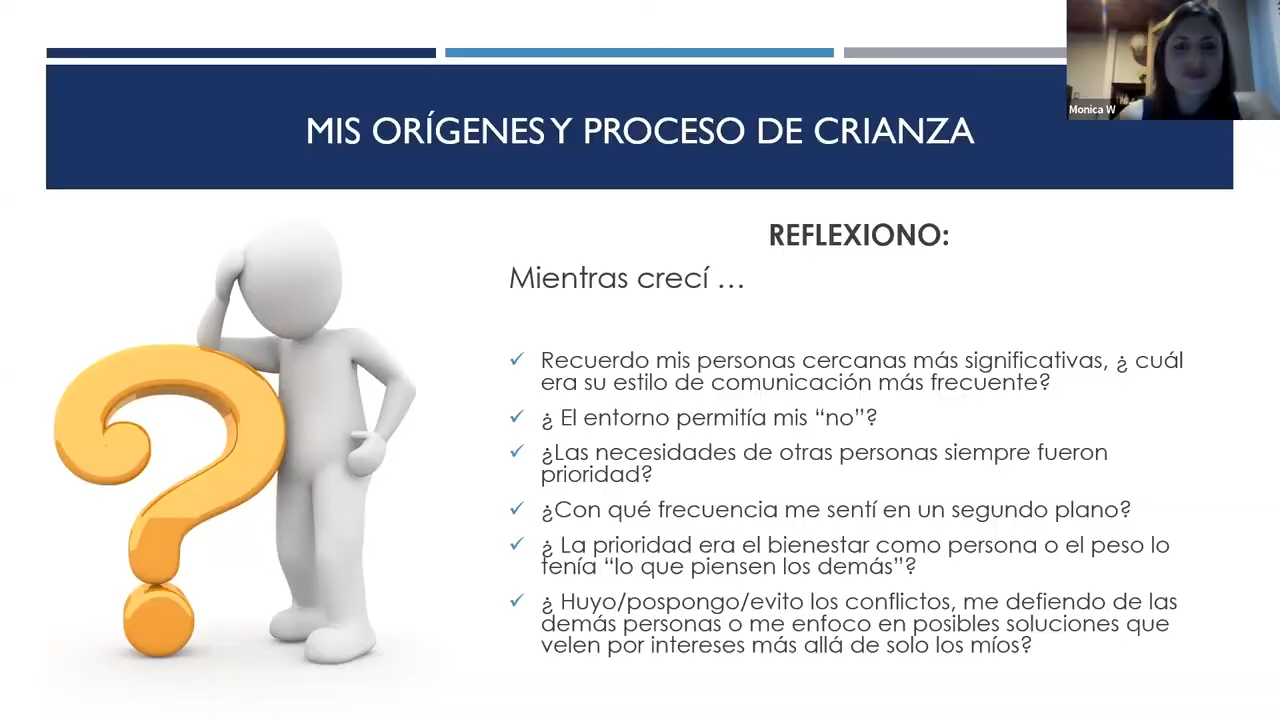 Monica W
MIS ORÍGENES Y PROCESO DE CRIANZA
REFLEXIONO:
Mientras crecí …
Recuerdo mis personas cercanas más significativas, ¿ cuál
era su estilo de comunicación más frecuente?
¿ El entorno permitía mis “no”?
¿Las necesidades de otras personas siempre fueron
prioridad?
¿Con qué frecuencia me sentí en un segundo plano?
¿ La prioridad era el bienestar como persona o el peso lo
tenía “lo que piensen los demás”?
¿ Huyo/pospongo/evito los conflictos, me defiendo de las
demás personas o me enfoco en posibles soluciones que
velen por intereses más allá de solo los míos?